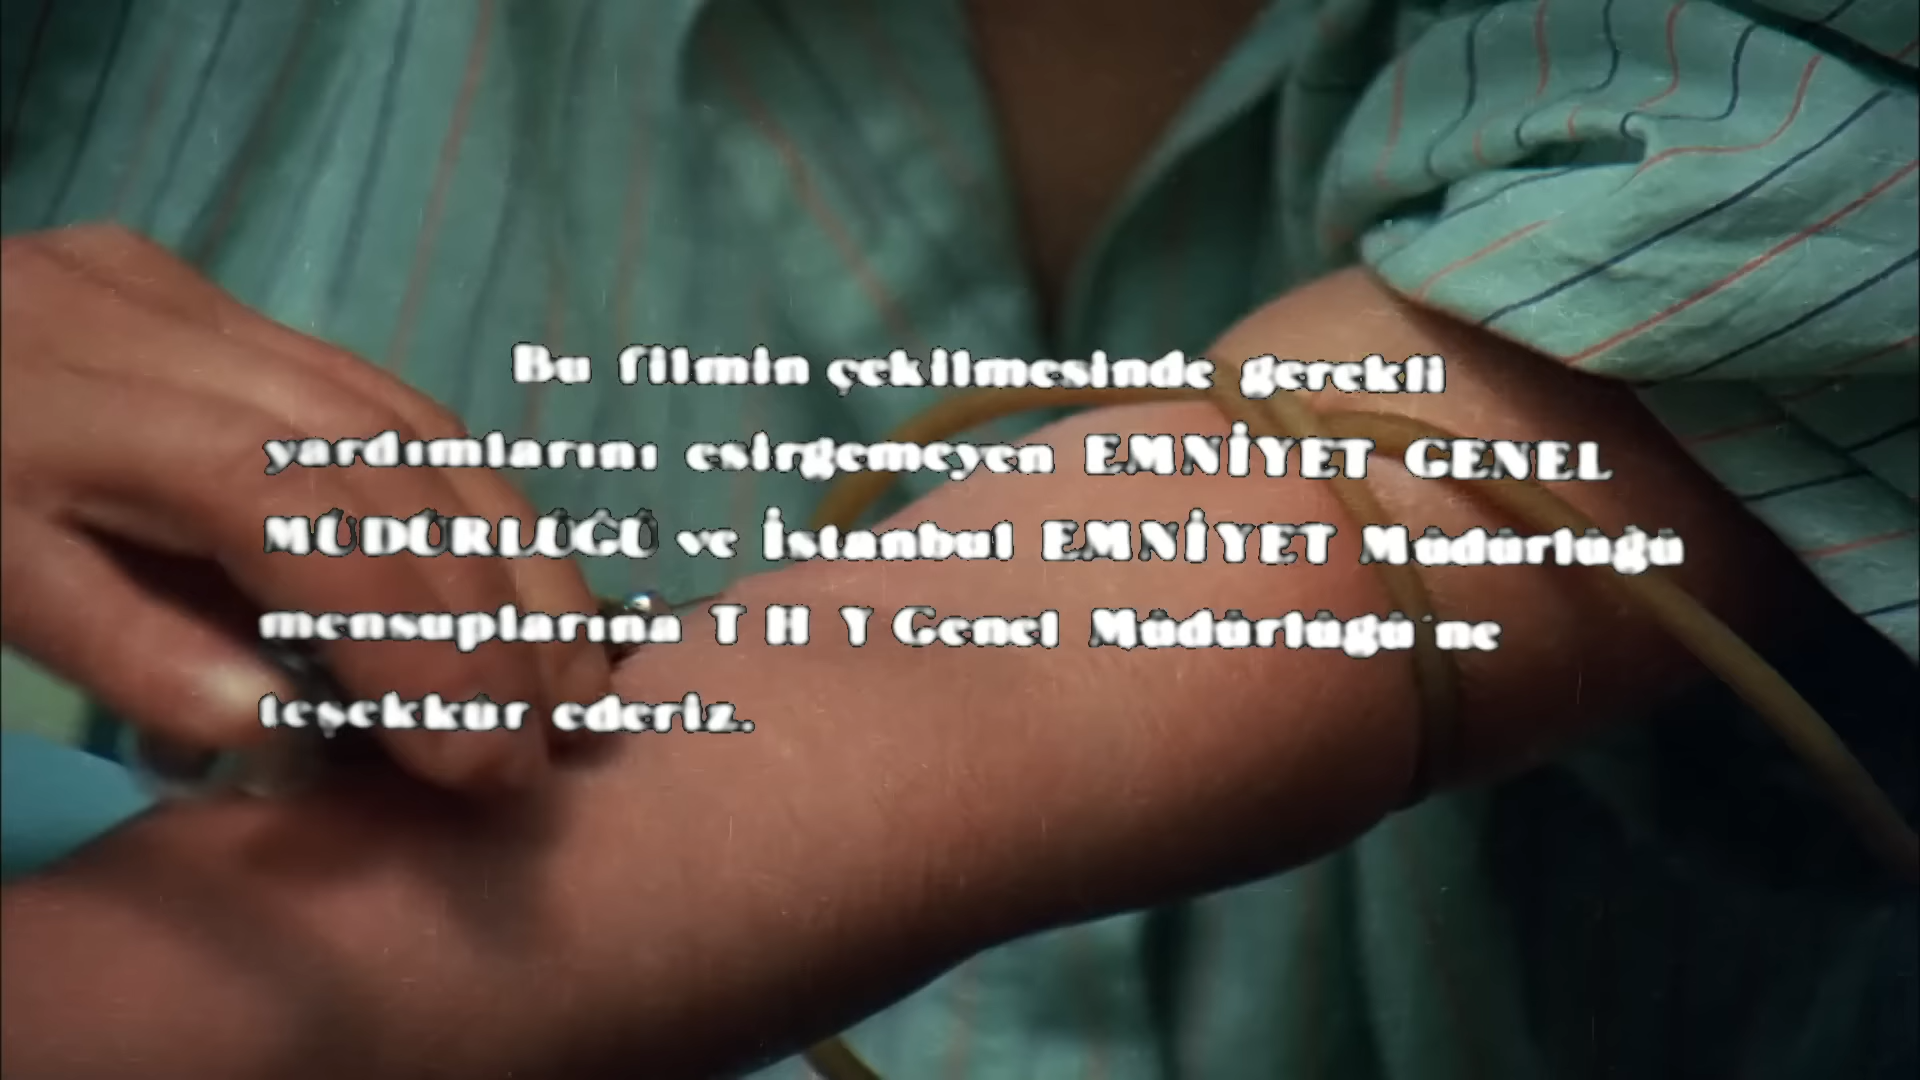 Bu filmin çekilmesinde gerekli
yardımlarını esirgemeyen EMNİYET GENEL
MÜDÜRLÜĞÜ ve İstanbul EMNİYET Müdürlüğü
mensuplarına T H Y Genel Müdürlüğü'ne
teşekkür ederiz.